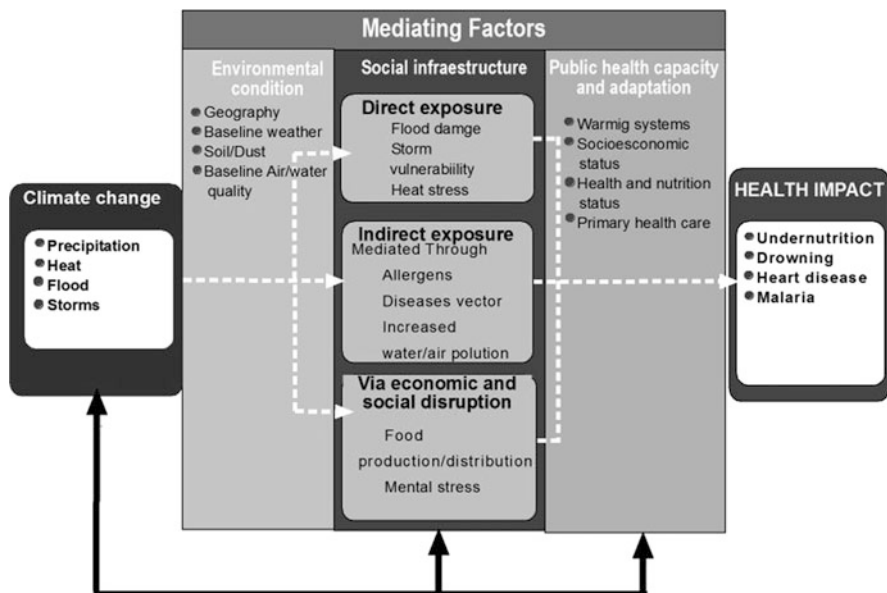 Mediating Factors
Environmental
condition
Geography
Baseline weather
Soil/Dust
Baseline Air/water
quality
Social infraestructure
Direct exposure
Flood damge
Storm
vulnerabiility
Heat stress
Indirect exposure
Mediated Through
Allergens
Diseases vector
Increased
water/air polution
Via economic and
social disruption
Food
production/distribution
Mental stress
Public health capacity
and adaptation
Warmig systems
Socioeconomic
status
Health and nutrition
status
Primary health care
Climate change
Precipitation
Heat
Flood
Storms
HEALTH IMPACT
Undernutrition
Drowning
Heart disease
Malaria